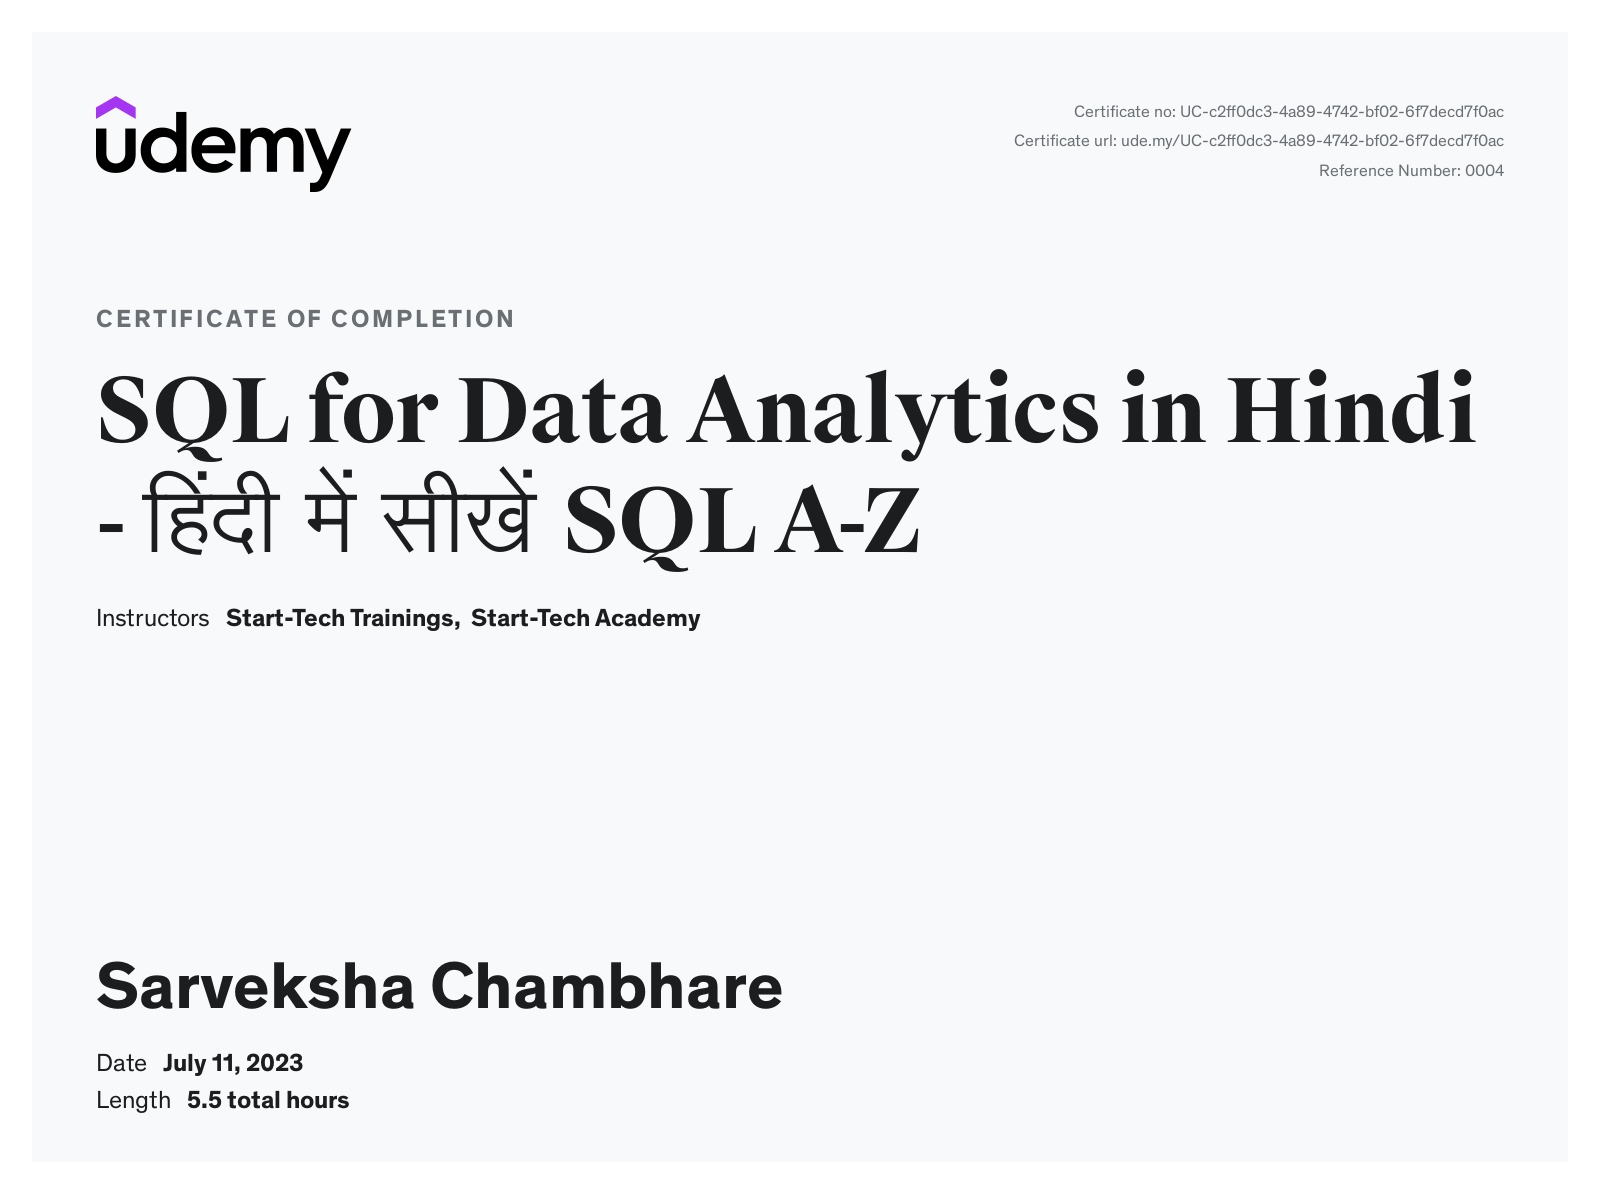 udemy
Certificate no: UC-c2ff0dc3-4a89-4742-bf02-6f7decd7f0ac
Certificate url: ude.my/UC-c2ff0dc3-4a89-4742-bf02-6f7decd7f0ac
Reference Number: 0004
CERTIFICATE OF COMPLETION
SQL for Data Analytics in Hindi
- हिंदी में सीखें SQL A-Z
Instructors Start-Tech Trainings, Start-Tech Academy
Sarveksha Chambhare
Date July 11, 2023
Length 5.5 total hours